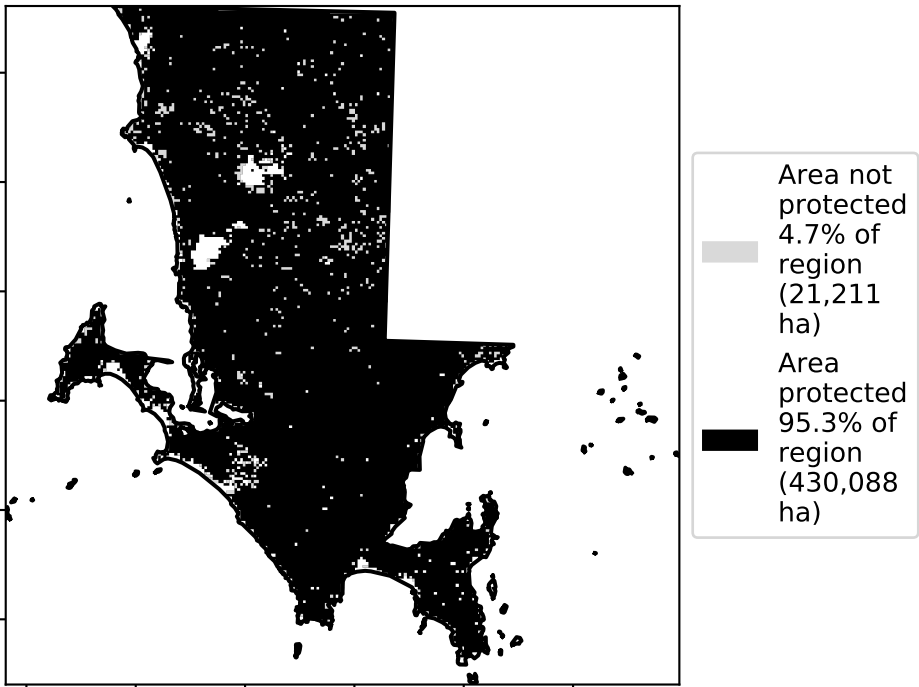 Area not
protected
4.7% of
region
(21,211
ha)
Area
protected
95.3% of
region
(430,088
ha)